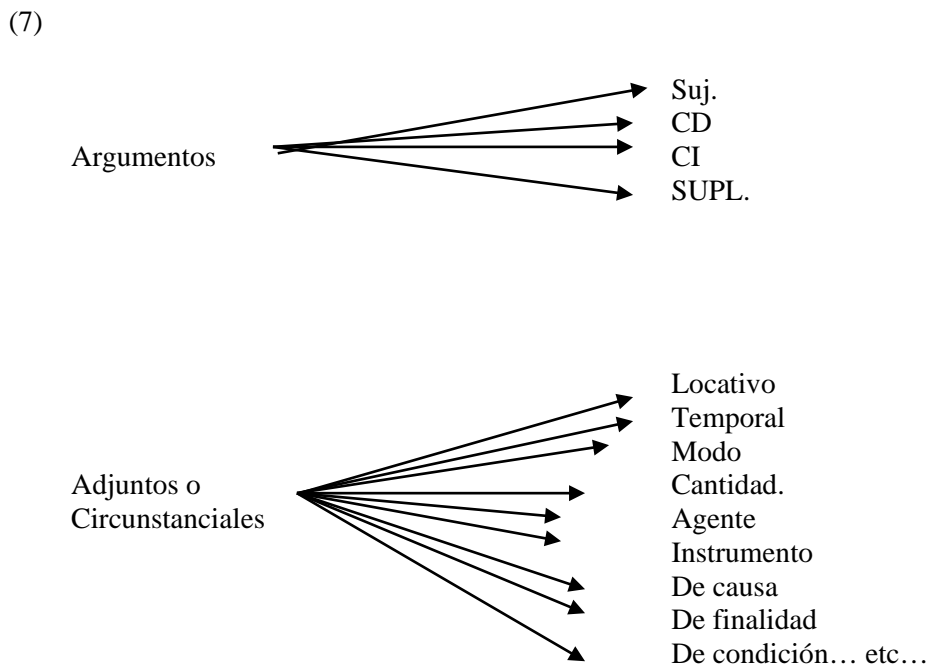 (7)
Argumentos
Suj.
CD
CI
SUPL.
Adjuntos o
Circunstanciales
Locativo
Temporal
Modo
Cantidad.
Agente
Instrumento
De causa
De finalidad
De condición… etc…